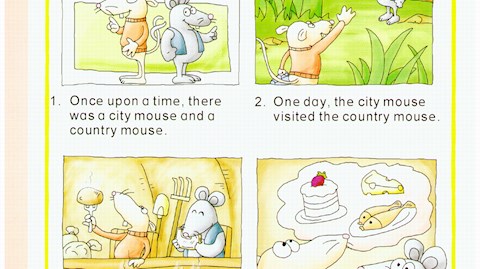 1. Once upon a time, there
was a city mouse and a
country mouse.
2. One day, the city mouse
visited the country mouse.